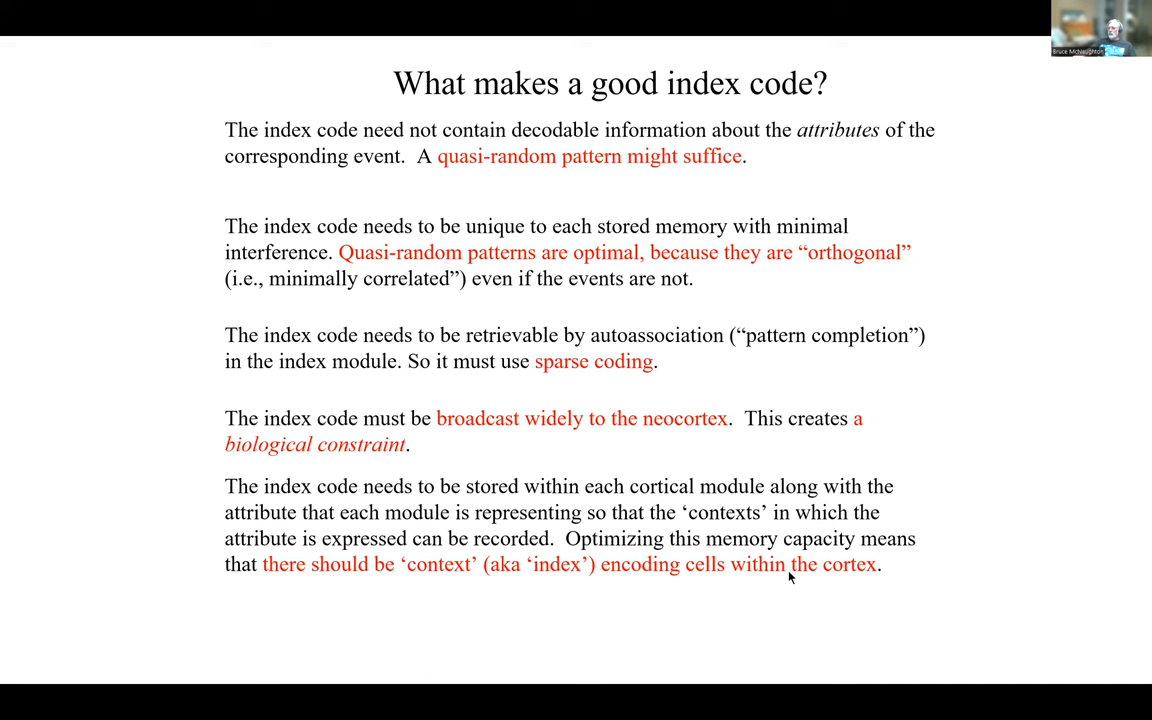 Bruce McNaughton
What makes a good index code?
The index code need not contain decodable information about the attributes of the
corresponding event.  A quasi-random pattern might suffice.
The index code needs to be unique to each stored memory with minimal
interference. Quasi-random patterns are optimal, because they are “orthogonal”
(i.e., minimally correlated”) even if the events are not.
The index code needs to be retrievable by autoassociation (“pattern completion”)
in the index module. So it must use sparse coding.
The index code must be broadcast widely to the neocortex.  This creates a
biological constraint.
The index code needs to be stored within each cortical module along with the
attribute that each module is representing so that the ‘contexts’ in which the
attribute is expressed can be recorded.  Optimizing this memory capacity means
that there should be ‘context’ (aka ‘index’) encoding cells within the cortex.